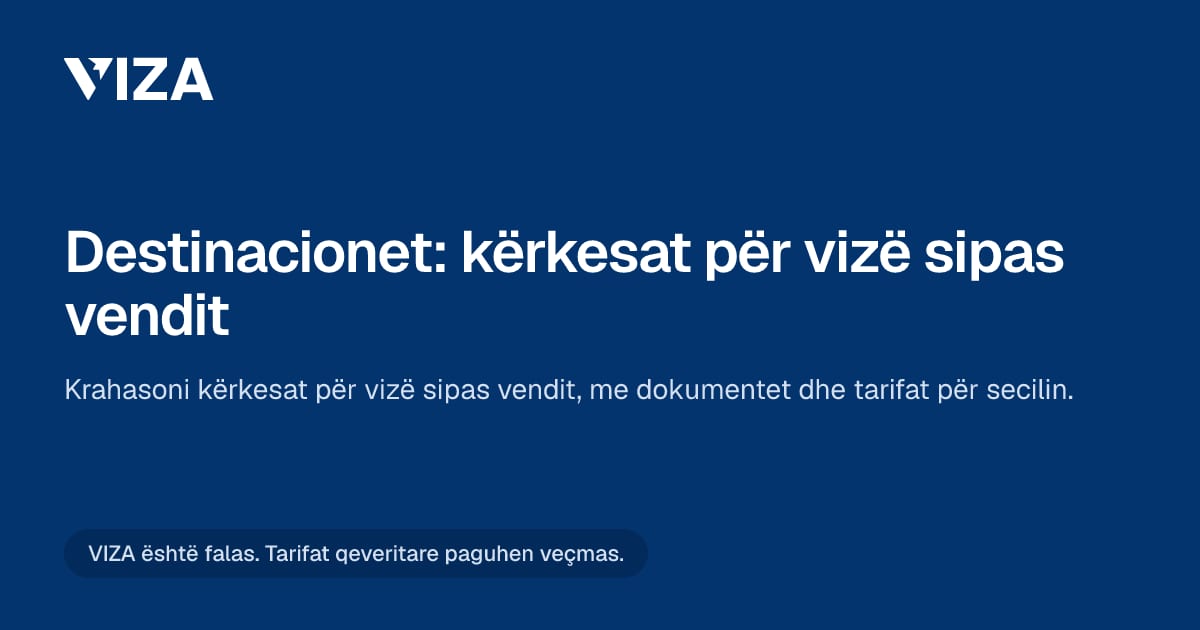 VIZA
Destinacionet: kërkesat për vizë sipas
vendit
Krahasoni kërkesat për vizë sipas vendit, me dokumentet dhe tarifat për secilin.
VIZA është falas. Tarifat qeveritare paguhen veçmas.